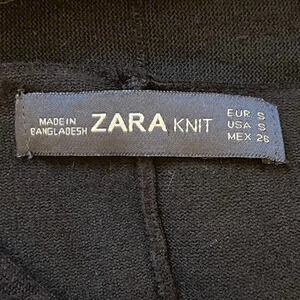 MADE IN
BANGLADESH
ZARA KNIT
EUR S
USA S
MEX 26